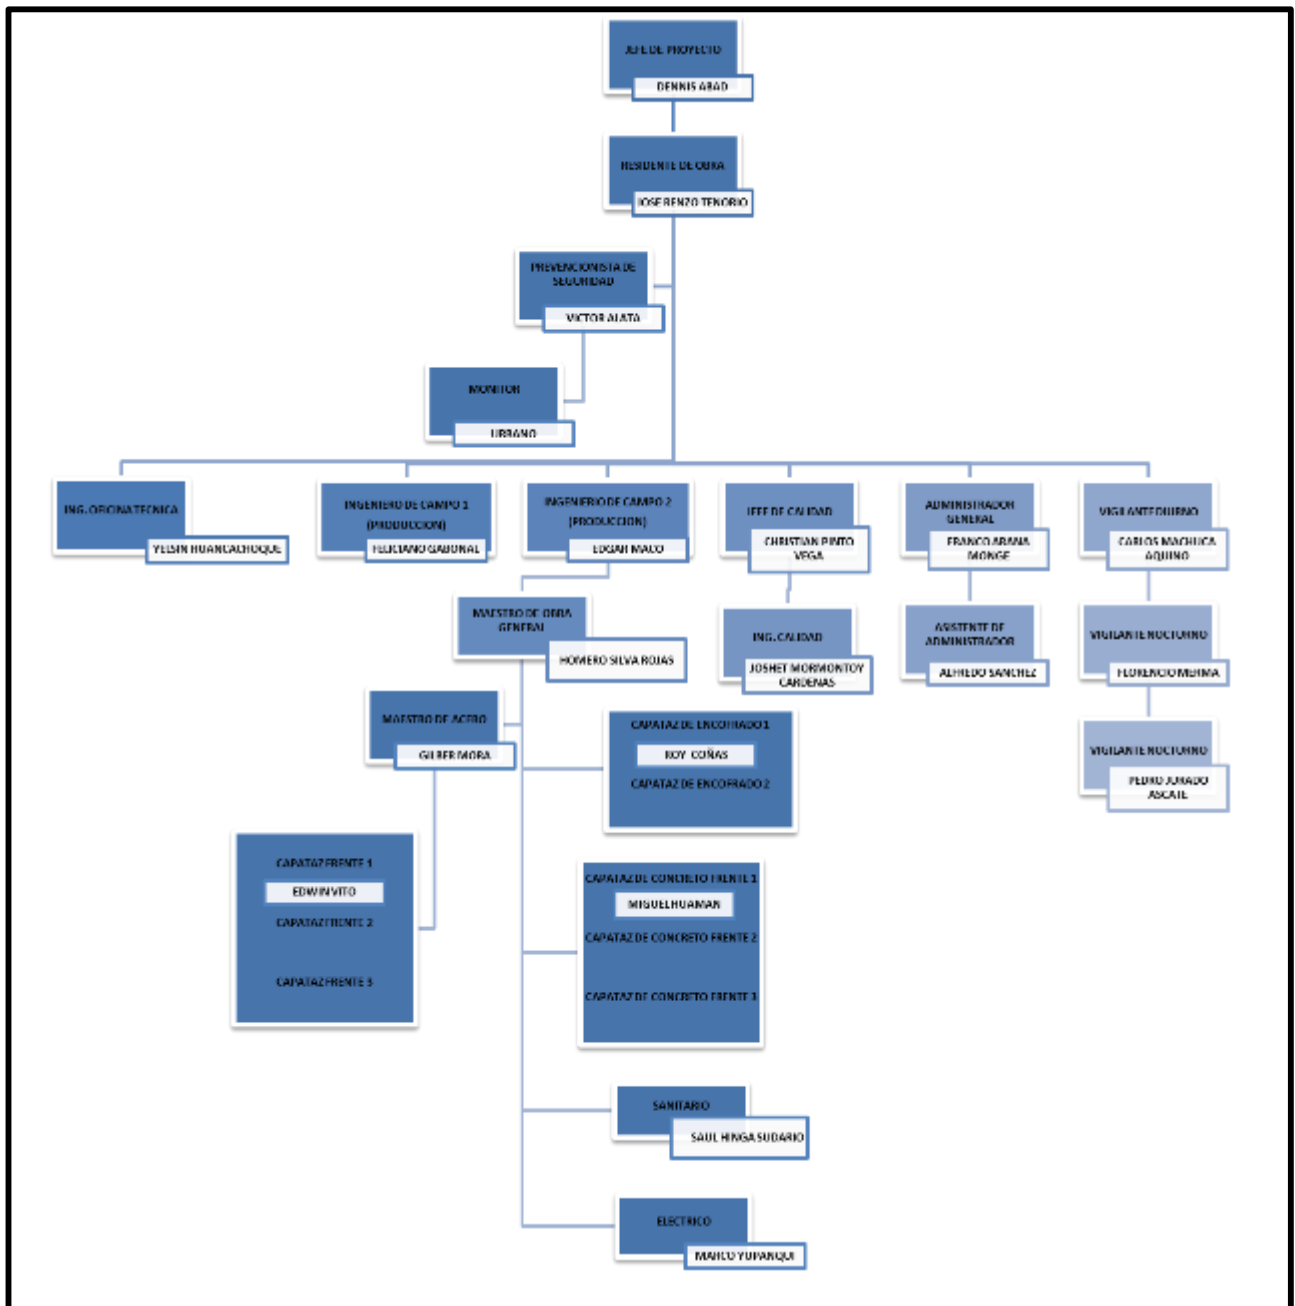 JEFE DE PROYECTO
DENNIS ABAD
RESIDENTE DE OBRA
JOSE RENZO TENORIO
PREVENCIONISTA DE
SEGURIDAD
VICTOR ALATA
MONITOR
URBANO
ING. OFICINA TECNICA
YELSIN HUANCACHOQUE
INGENIERO DE CAMPO 1
(PRODUCCION)
FELICIANO GABONAL
INGENIERIO DE CAMPO 2
(PRODUCCION)
EDGAR MACO
JEFE DE CALIDAD
CHRISTIAN PINTO
VEGA
ADMINISTRADOR
GENERAL
FRANCO ARANA
MONGE
VIGILANTE DIURNO
CARLOS MACHUCA
AQUINO
MAESTRO DE OBRA
GENERAL
HOMERO SILVA ROJAS
ING. CALIDAD
JOSHET MORMONTOY
CARDENAS
ASISTENTE DE
ADMINISTRADOR
ALFREDO SANCHEZ
VIGILANTE NOCTURNO
FLORENCIO MERMA
MAESTRO DE ACERO
GILBER MORA
CAPATAZ DE ENCOFRADO 1
ROY COÑAS
CAPATAZ DE ENCOFRADO 2
VIGILANTE NOCTURNO
PEDRO JURADO
ASCATE
CAPATAZ FRENTE 1
EDWIN VITO
CAPATAZ FRENTE 2
CAPATAZ FRENTE 3
CAPATAZ DE CONCRETO FRENTE 1
MIGUEL HUAMAN
CAPATAZ DE CONCRETO FRENTE 2
CAPATAZ DE CONCRETO FRENTE 3
SANITARIO
SAUL HINGA SUDARIO
ELECTRICO
MARCO YUPANQUI